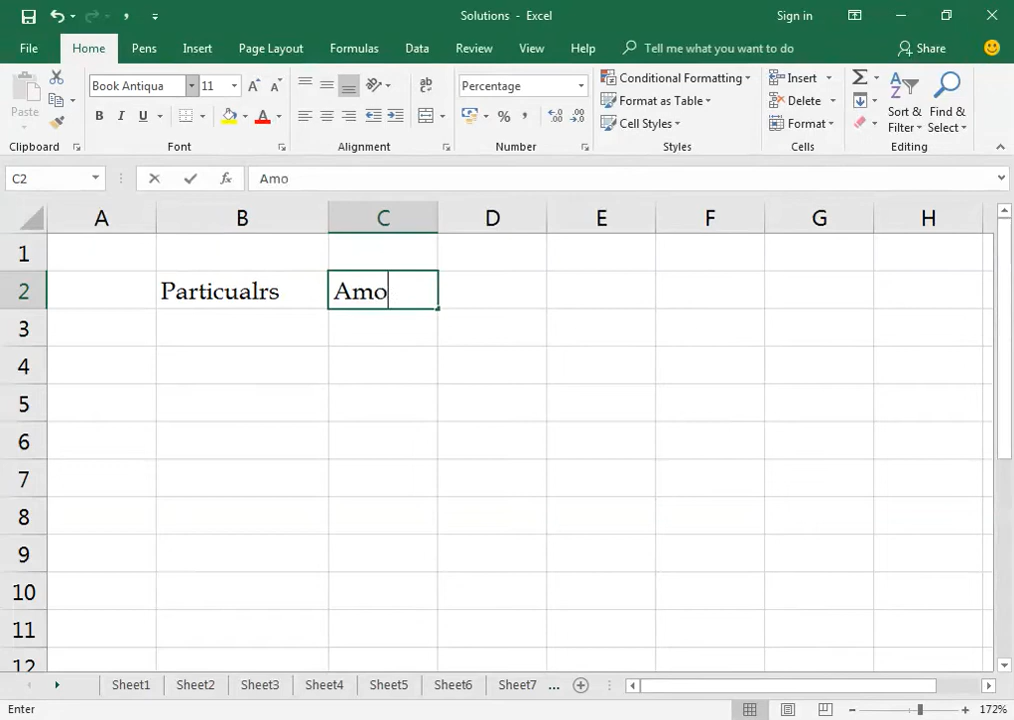 Solutions - Excel
Sign in
File Home Pens Insert Page Layout Formulas Data Review View Help Tell me what you want to do Share
Paste
Book Antiqua 11
B I U
Percentage
Conditional Formatting
Format as Table
Cell Styles
Insert
Delete
Format
Sort & Filter
Find & Select
Clipboard Font Alignment Number Styles Cells Editing
C2 fx Amo
A B C D E F G H
1
2 Particualrs Amo
3
4
5
6
7
8
9
10
11
12
Sheet1 Sheet2 Sheet3 Sheet4 Sheet5 Sheet6 Sheet7 ...
Enter 172%